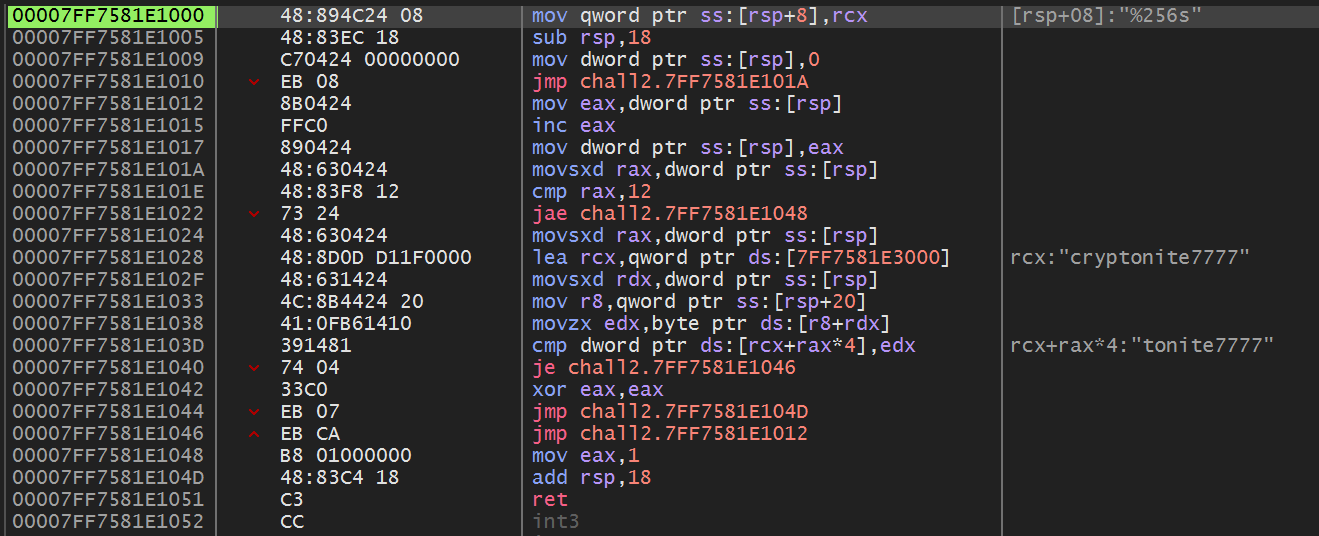 00007FF7581E1000 48:894C24 08 mov qword ptr ss:[rsp+8],rcx [rsp+08]:"%256s"
00007FF7581E1005 48:83EC 18 sub rsp,18
00007FF7581E1009 C70424 00000000 mov dword ptr ss:[rsp],0
00007FF7581E1010 EB 08 jmp chall2.7FF7581E101A
00007FF7581E1012 8B0424 mov eax,dword ptr ss:[rsp]
00007FF7581E1015 FFC0 inc eax
00007FF7581E1017 890424 mov dword ptr ss:[rsp],eax
00007FF7581E101A 48:630424 movsxd rax,dword ptr ss:[rsp]
00007FF7581E101E 48:83F8 12 cmp rax,12
00007FF7581E1022 73 24 jae chall2.7FF7581E1048
00007FF7581E1024 48:630424 movsxd rax,dword ptr ss:[rsp]
00007FF7581E1028 48:8D0D D11F0000 lea rcx,qword ptr ds:[7FF7581E3000] rcx:"cryptonite7777"
00007FF7581E102F 48:631424 movsxd rdx,dword ptr ss:[rsp]
00007FF7581E1033 4C:8B4424 20 mov r8,qword ptr ss:[rsp+20]
00007FF7581E1038 41:0FB61410 movzx edx,byte ptr ds:[r8+rdx]
00007FF7581E103D 391481 cmp dword ptr ds:[rcx+rax*4],edx rcx+rax*4:"tonite7777"
00007FF7581E1040 74 04 je chall2.7FF7581E1046
00007FF7581E1042 33C0 xor eax,eax
00007FF7581E1044 EB 07 jmp chall2.7FF7581E104D
00007FF7581E1046 EB CA jmp chall2.7FF7581E1012
00007FF7581E1048 B8 01000000 mov eax,1
00007FF7581E104D 48:83C4 18 add rsp,18
00007FF7581E1051 C3 ret
00007FF7581E1052 CC int3